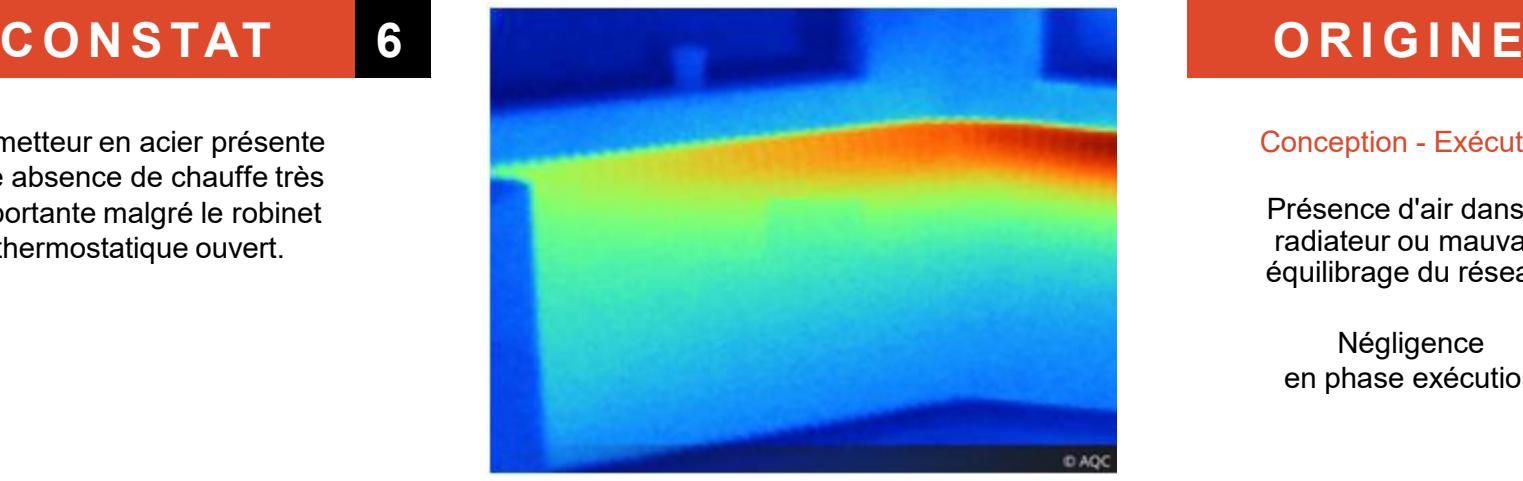 CONSTAT 6
metteur en acier présente
absence de chauffe très
portante malgré le robinet
thermostatique ouvert.
© AQC
ORIGINE
Conception - Exécut
Présence d'air dans
radiateur ou mauva
équilibrage du résea
Négligence
en phase exécutio